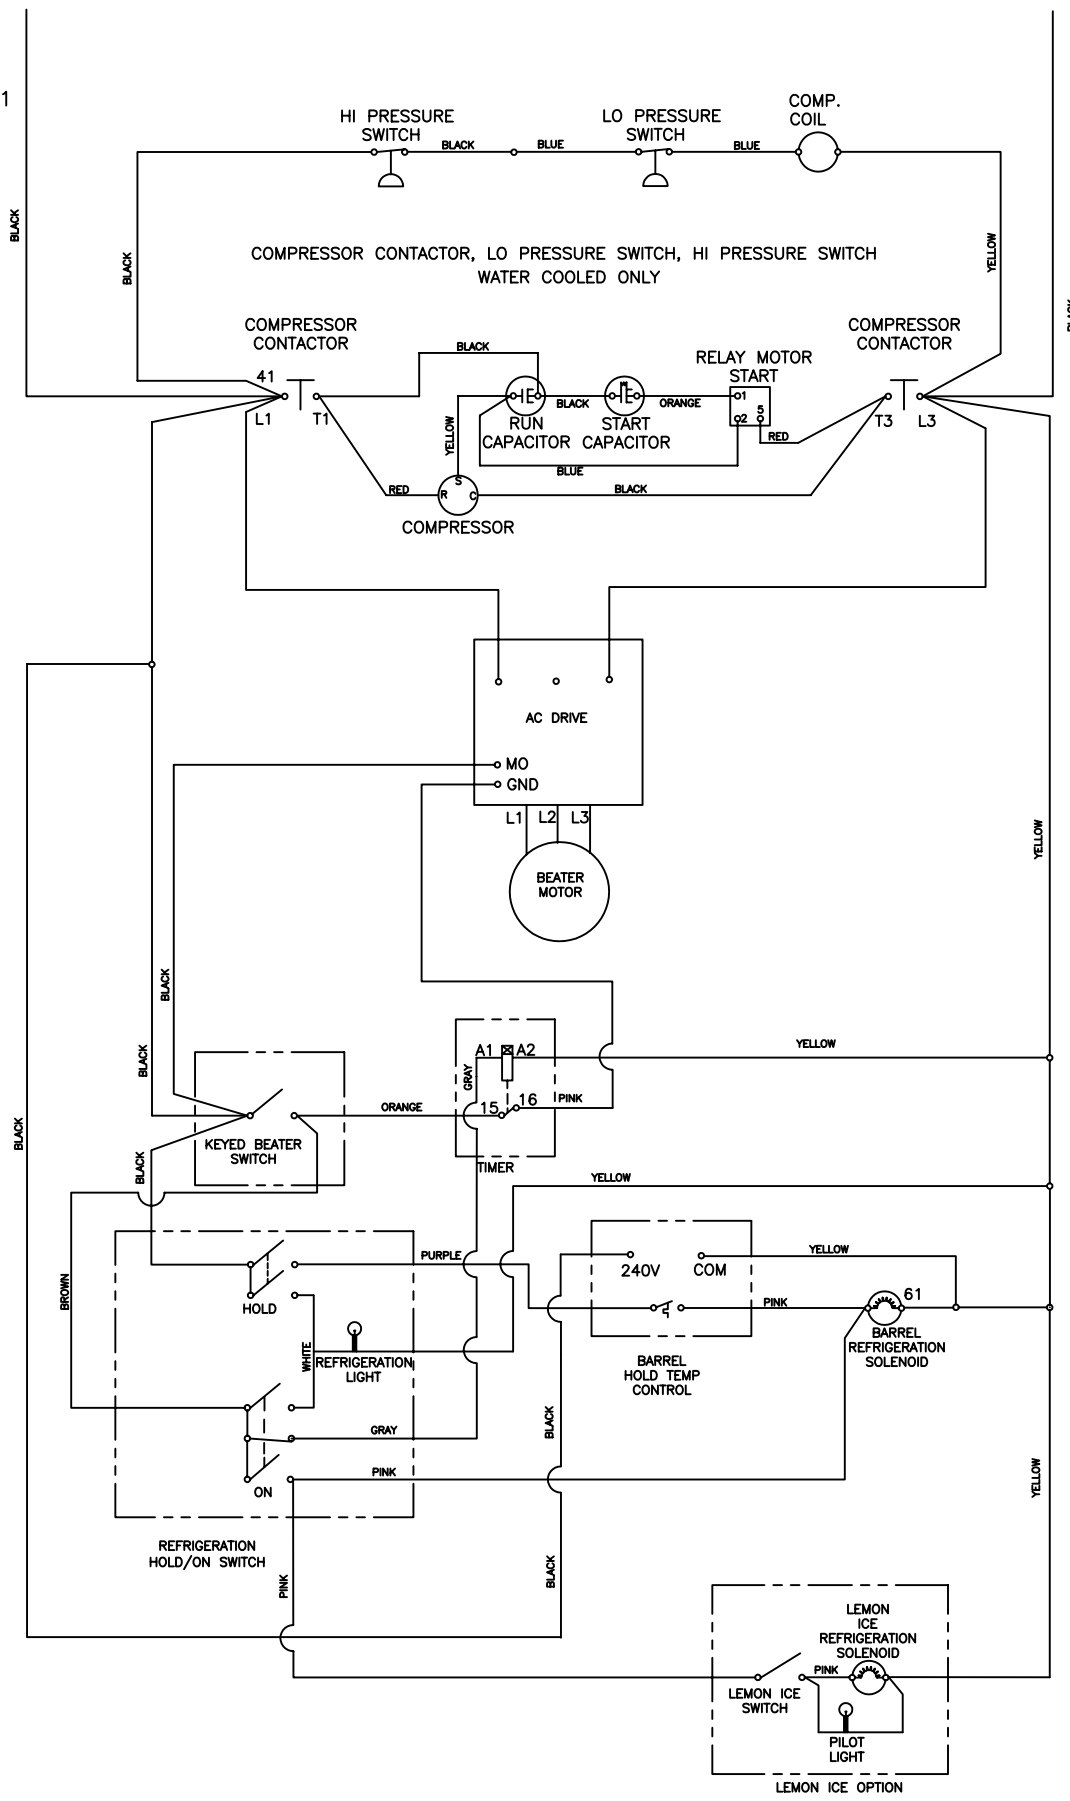 1
HI PRESSURE
SWITCH
LO PRESSURE
SWITCH
COMP.
COIL
BLACK
BLUE
BLUE
BLACK
BLACK
YELLOW
COMPRESSOR CONTACTOR, LO PRESSURE SWITCH, HI PRESSURE SWITCH
WATER COOLED ONLY
BLACK
COMPRESSOR
CONTACTOR
COMPRESSOR
CONTACTOR
BLACK
RELAY MOTOR
START
41
L1
T1
BLACK
ORANGE
1
2
5
RED
T3
L3
RUN
CAPACITOR
START
CAPACITOR
YELLOW
BLUE
RED
R
S
C
BLACK
COMPRESSOR
AC DRIVE
MO
GND
L1
L2
L3
BEATER
MOTOR
YELLOW
BLACK
BLACK
BLACK
A1
A2
GRAY
YELLOW
ORANGE
15
16
PINK
TIMER
KEYED BEATER
SWITCH
BLACK
YELLOW
PURPLE
240V
COM
YELLOW
BROWN
HOLD
PINK
61
BARREL
REFRIGERATION
SOLENOID
WHITE
REFRIGERATION
LIGHT
BARREL
HOLD TEMP
CONTROL
BLACK
GRAY
PINK
ON
YELLOW
REFRIGERATION
HOLD/ON SWITCH
PINK
BLACK
LEMON
ICE
REFRIGERATION
SOLENOID
PINK
LEMON ICE
SWITCH
PILOT
LIGHT
LEMON ICE OPTION